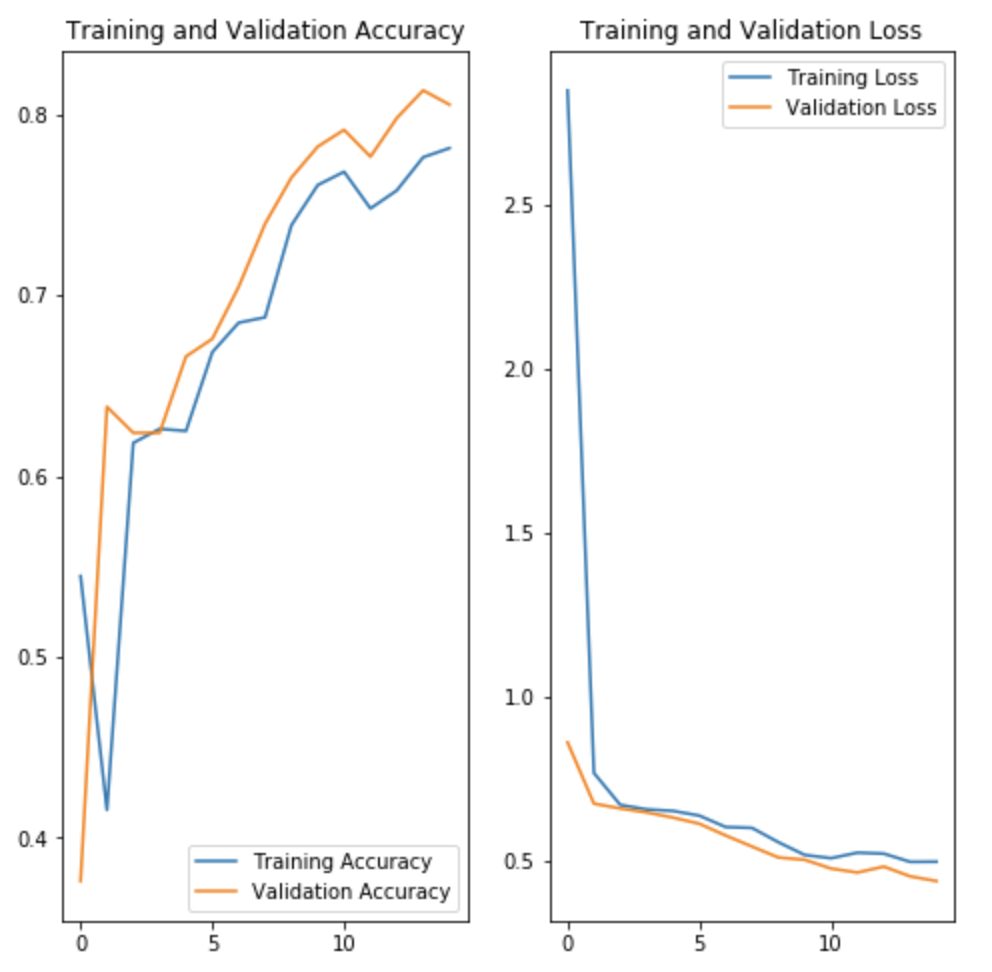 Training and Validation Accuracy
0.8
0.7
0.6
0.5
0.4
Training Accuracy
Validation Accuracy
0 5 10
Training and Validation Loss
Training Loss
Validation Loss
2.5
2.0
1.5
1.0
0.5
0 5 10